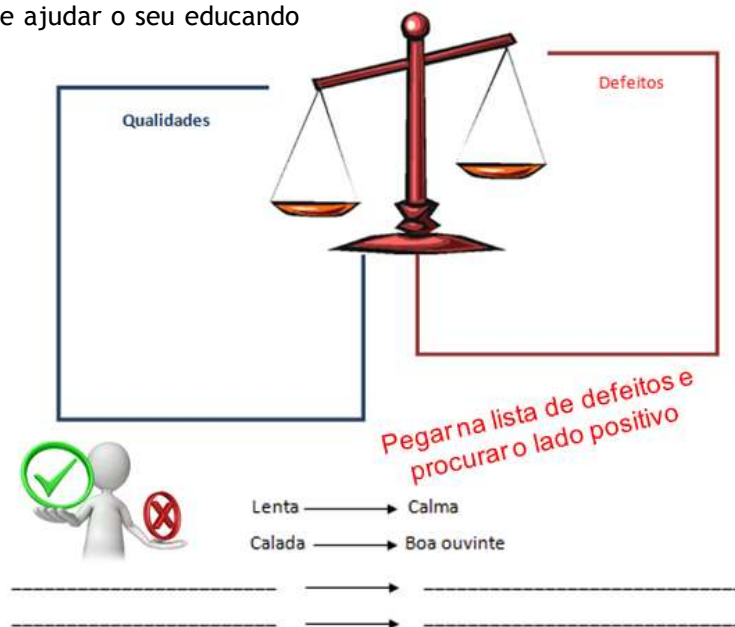 e ajudar o seu educando
Qualidades
Defeitos
Pegar na lista de defeitos e
procurar o lado positivo
Lenta Calma
Calada Boa ouvinte